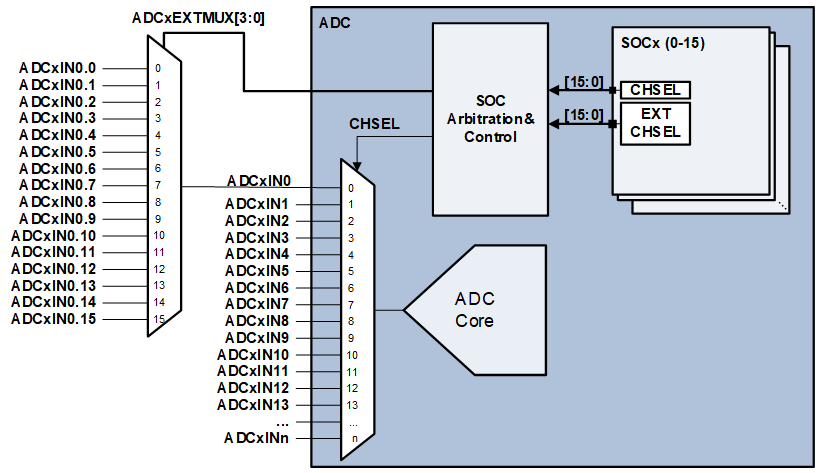 ADCxEXTMUX[3:0]
ADC
SOCx (0-15)
CHSEL
EXT
CHSEL
[15:0]
[15:0]
SOC
Arbitration&
Control
CHSEL
ADCxIN0.0 0
ADCxIN0.1 1
ADCxIN0.2 2
ADCxIN0.3 3
ADCxIN0.4 4
ADCxIN0.5 5
ADCxIN0.6 6
ADCxIN0.7 7
ADCxIN0.8 8
ADCxIN0.9 9
ADCxIN0.10 10
ADCxIN0.11 11
ADCxIN0.12 12
ADCxIN0.13 13
ADCxIN0.14 14
ADCxIN0.15 15
ADCxIN0 0
ADCxIN1 1
ADCxIN2 2
ADCxIN3 3
ADCxIN4 4
ADCxIN5 5
ADCxIN6 6
ADCxIN7 7
ADCxIN8 8
ADCxIN9 9
ADCxIN10 10
ADCxIN11 11
ADCxIN12 12
ADCxIN13 13
... ...
ADCxINn n
ADC
Core